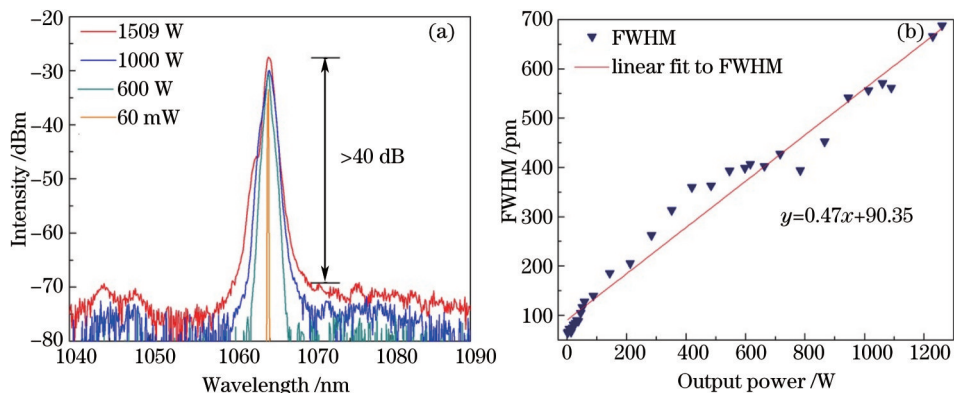 (a)
1509 W
1000 W
600 W
60 mW
>40 dB
−20
−30
−40
−50
−60
−70
−80
Intensity /dBm
1040
1050
1060
1070
1080
1090
Wavelength /nm
(b)
FWHM
linear fit to FWHM
y=0.47x+90.35
700
600
500
400
300
200
100
FWHM /pm
0
200
400
600
800
1000
1200
Output power /W